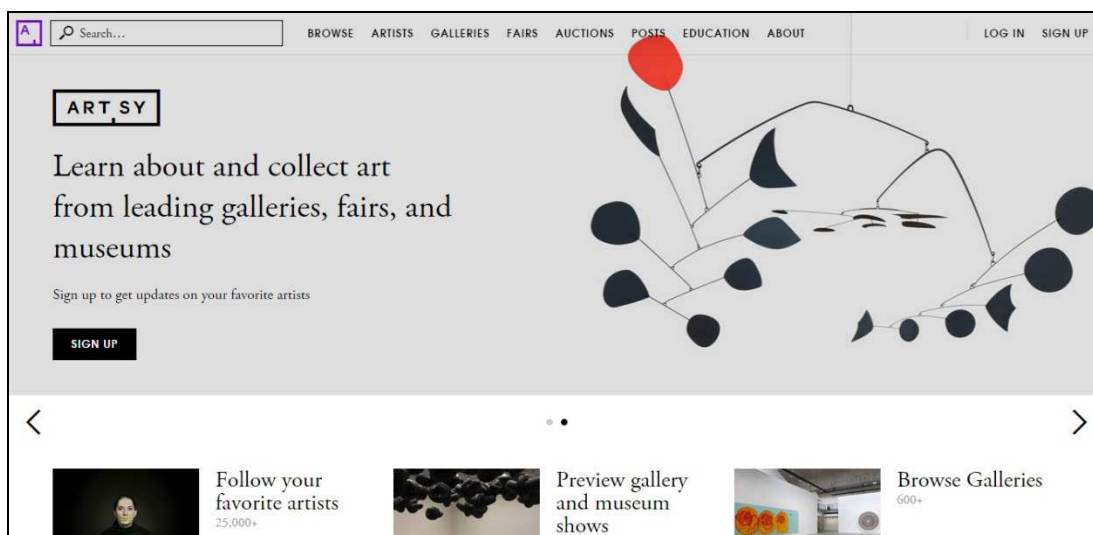 A,
Search...
BROWSE ARTISTS GALLERIES FAIRS AUCTIONS POSTS EDUCATION ABOUT
LOG IN SIGN UP
ART,SY
Learn about and collect art
from leading galleries, fairs, and
museums
Sign up to get updates on your favorite artists
SIGN UP
Follow your
favorite artists
25,000+
Preview gallery
and museum
shows
Browse Galleries
600+